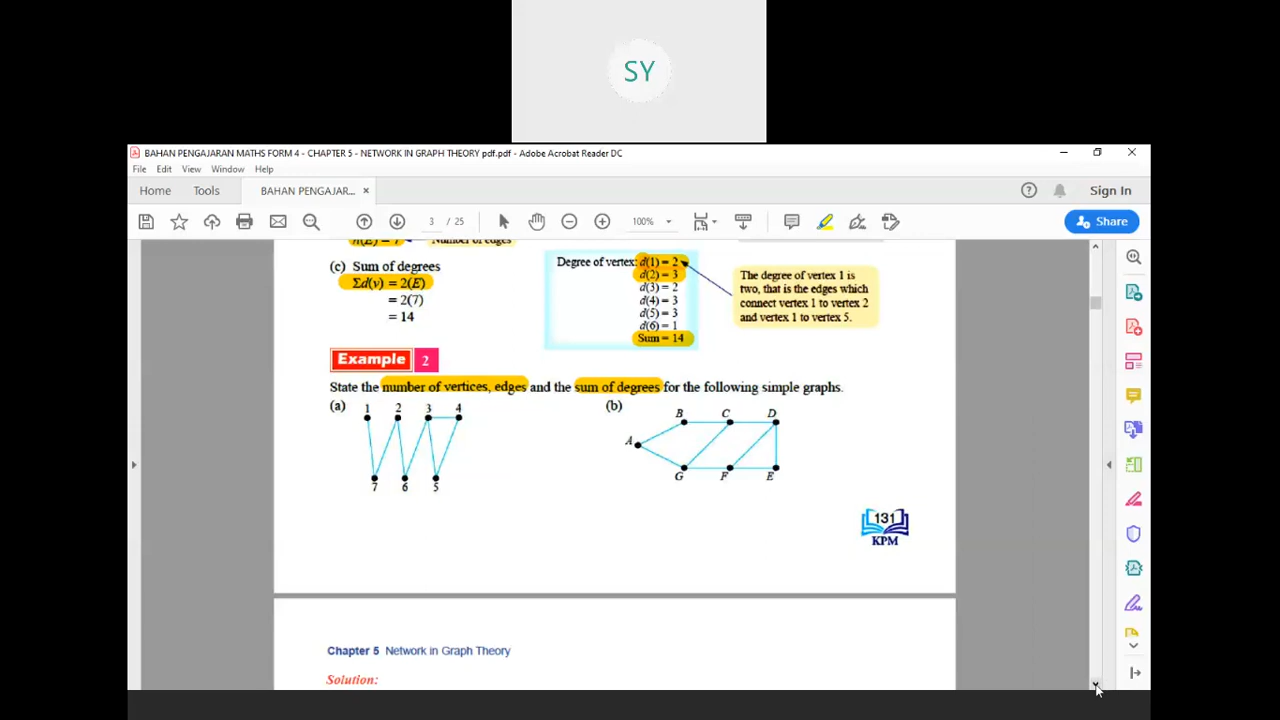 SY
BAHAN PENGAJARAN MATHS FORM 4 - CHAPTER 5 - NETWORK IN GRAPH THEORY pdf.pdf - Adobe Acrobat Reader DC
File Edit View Window Help
Home Tools BAHAN PENGAJAR... × Sign In
3 / 25 100% Share
n(E) = 7 Number of edges
(c) Sum of degrees
Σd(v) = 2(E)
= 2(7)
= 14
Degree of vertex: d(1) = 2
d(2) = 3
d(3) = 2
d(4) = 3
d(5) = 3
d(6) = 1
Sum = 14
The degree of vertex 1 is
two, that is the edges which
connect vertex 1 to vertex 2
and vertex 1 to vertex 5.
Example 2
State the number of vertices, edges and the sum of degrees for the following simple graphs.
(a) 1 2 3 4
7 6 5
(b) B C D
A
G F E
131
KPM
Chapter 5 Network in Graph Theory
Solution: